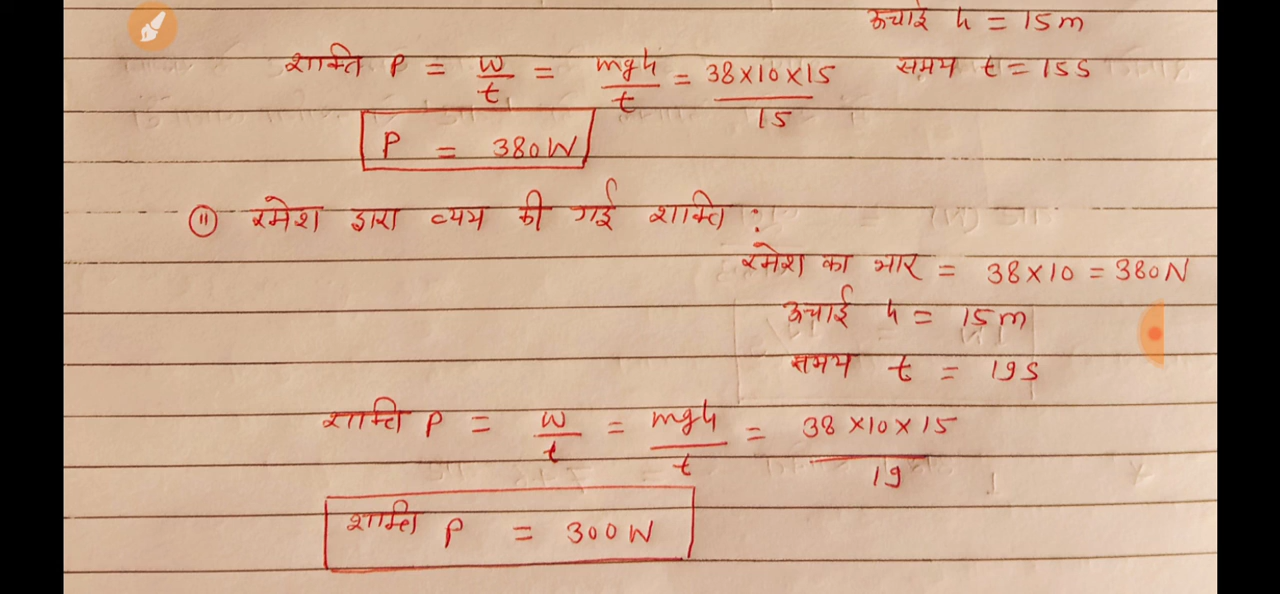 ऊचाई h = 15m
शक्ति P = W/t = mgh/t = 38×10×15/15 समय t = 15s
P = 380W
(ii) रमेश द्वारा व्यय की गई शक्ति :
रमेश का भार = 38×10 = 380N
ऊचाई h = 15m
समय t = 19s
शक्ति P = W/t = mgh/t = 38×10×15/19
शक्ति P = 300W